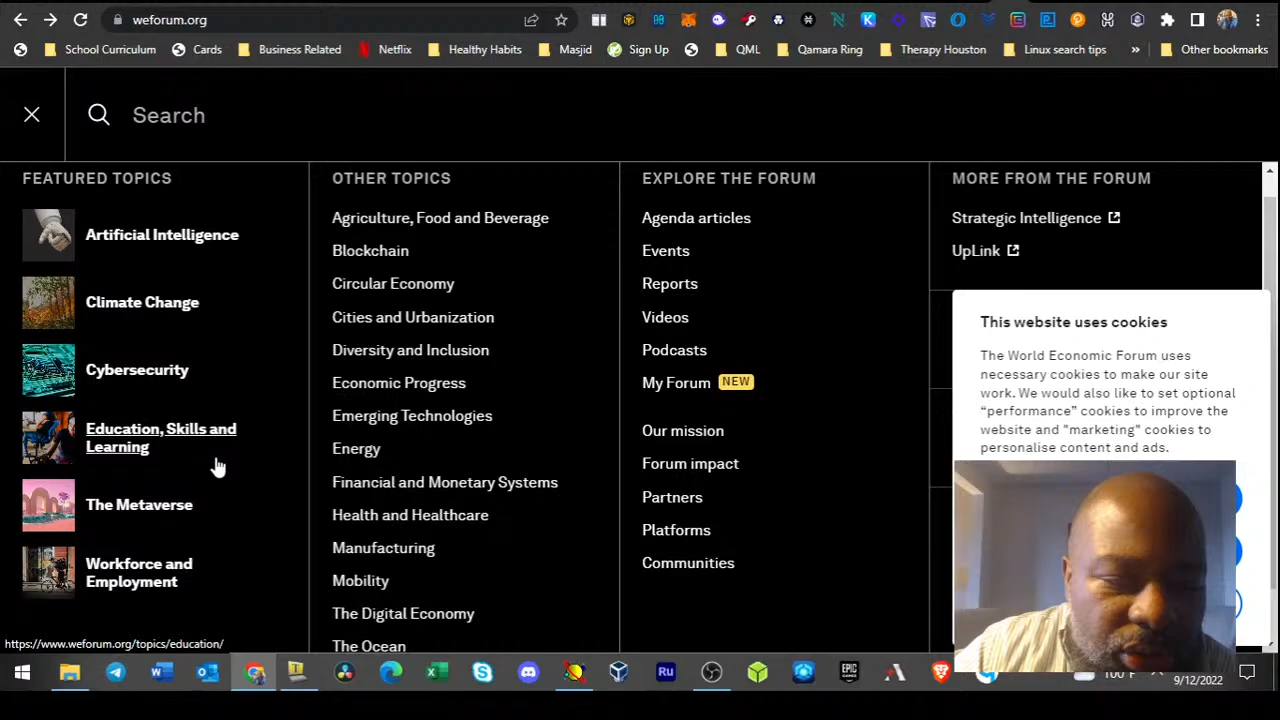 weforum.org
School Curriculum
Cards
Business Related
Netflix
Healthy Habits
Masjid
Sign Up
QML
Qamara Ring
Therapy Houston
Linux search tips
»
Other bookmarks
Search
FEATURED TOPICS
Artificial Intelligence
Climate Change
Cybersecurity
Education, Skills and
Learning
The Metaverse
Workforce and
Employment
OTHER TOPICS
Agriculture, Food and Beverage
Blockchain
Circular Economy
Cities and Urbanization
Diversity and Inclusion
Economic Progress
Emerging Technologies
Energy
Financial and Monetary Systems
Health and Healthcare
Manufacturing
Mobility
The Digital Economy
The Ocean
EXPLORE THE FORUM
Agenda articles
Events
Reports
Videos
Podcasts
My Forum NEW
Our mission
Forum impact
Partners
Platforms
Communities
MORE FROM THE FORUM
Strategic Intelligence
UpLink
This website uses cookies
The World Economic Forum uses
necessary cookies to make our site
work. We would also like to set optional
“performance” cookies to improve the
website and "marketing" cookies to
personalise content and ads.
https://www.weforum.org/topics/education/
Ru
EPIC
GAMES
100°F
9/12/2022